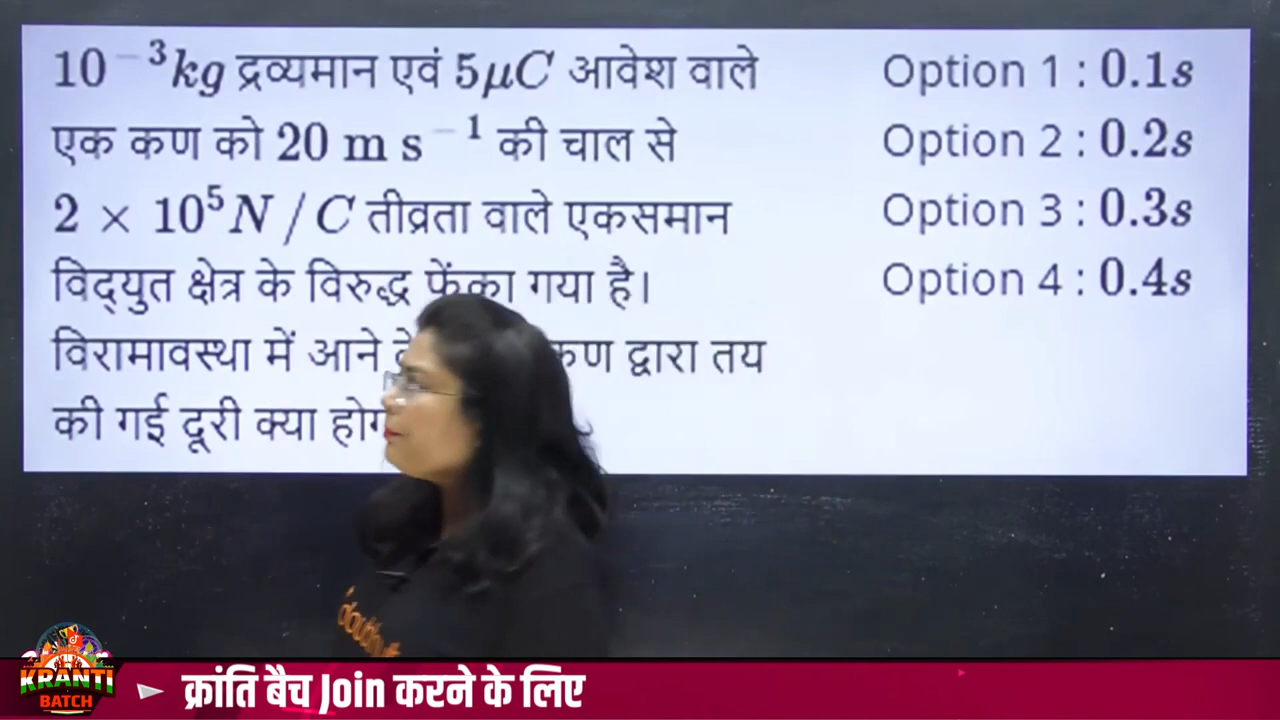 10⁻³kg द्रव्यमान एवं 5μC आवेश वाले
एक कण को 20 m s⁻¹ की चाल से
2 × 10⁵N / C तीव्रता वाले एकसमान
विद्युत क्षेत्र के विरुद्ध फेंका गया है।
विरामावस्था में आने कण द्वारा तय
की गई दूरी क्या
Option 1 : 0.1s
Option 2 : 0.2s
Option 3 : 0.3s
Option 4 : 0.4s
KRANTI
BATCH
क्रांति बैच Join करने के लिए